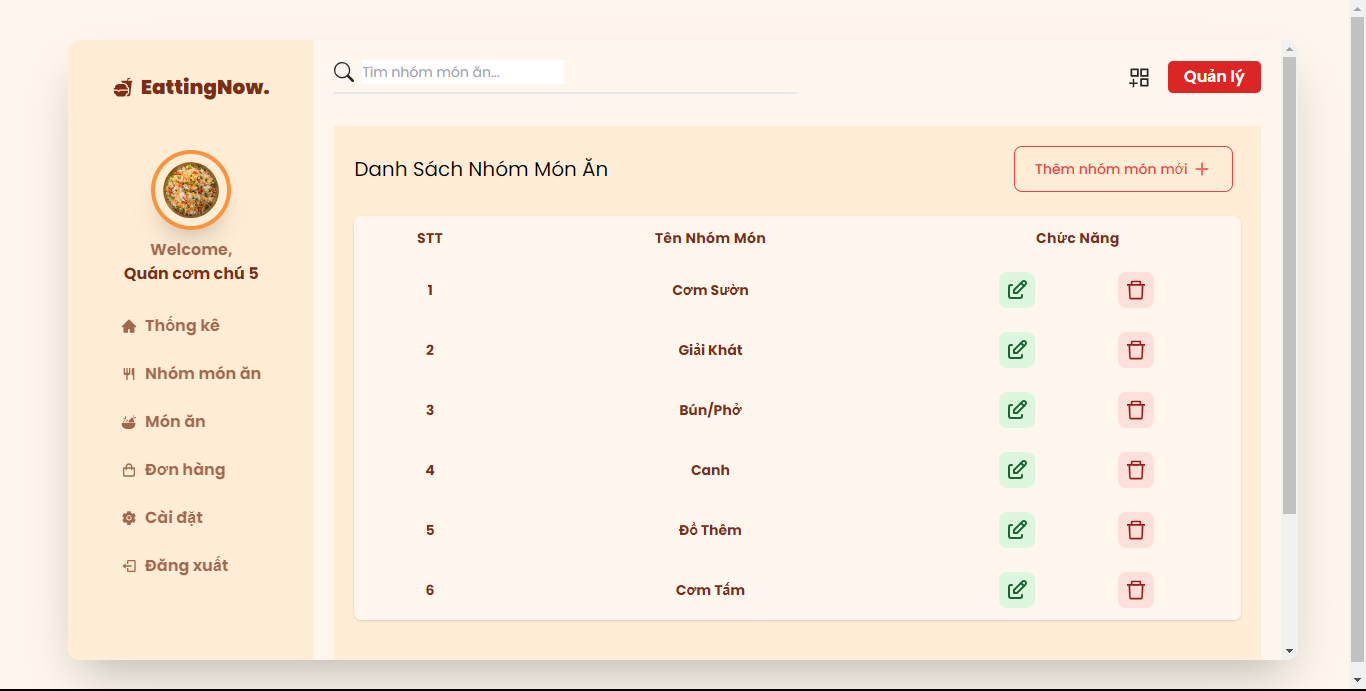 EattingNow.
Welcome,
Quán cơm chú 5
Thống kê
Nhóm món ăn
Món ăn
Đơn hàng
Cài đặt
Đăng xuất
Tìm nhóm món ăn...
Quản lý
Danh Sách Nhóm Món Ăn
Thêm nhóm món mới +
STT Tên Nhóm Món Chức Năng
1 Cơm Sườn
2 Giải Khát
3 Bún/Phở
4 Canh
5 Đồ Thêm
6 Cơm Tấm